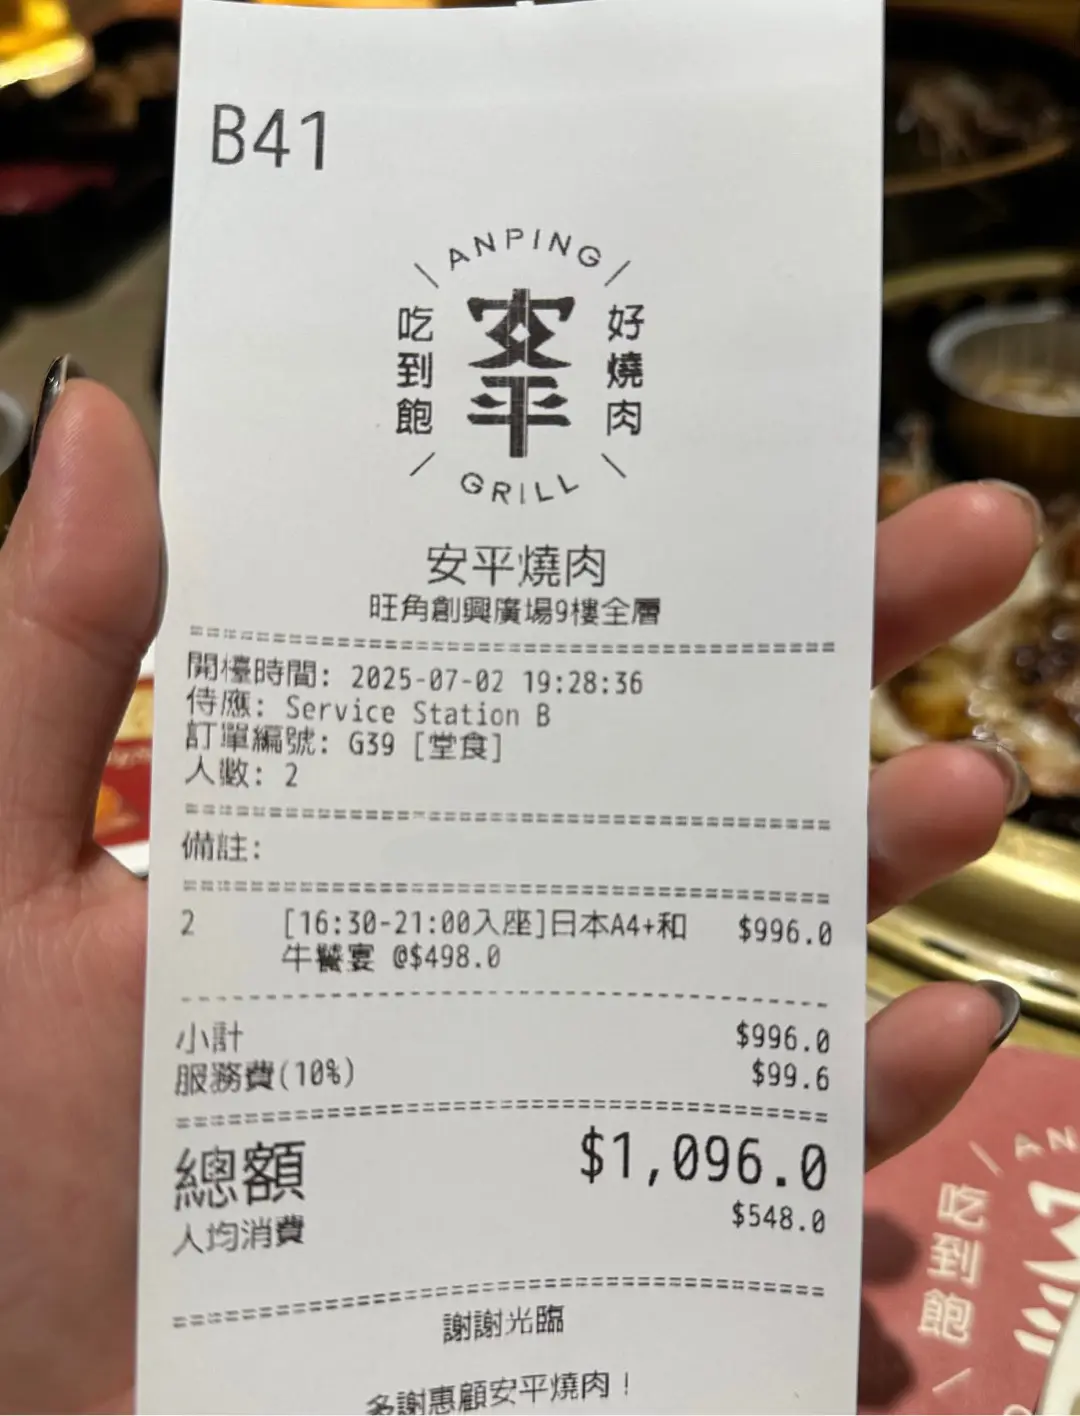 B41
ANPING
吃到飽
安平
好燒肉
GRILL
安平燒肉
旺角創興廣場9樓全層
開檯時間: 2025-07-02 19:28:36
侍應: Service Station B
訂單編號: G39 [堂食]
人數: 2
備註:
2 [16:30-21:00入座]日本A4+和 $996.0
牛饗宴 @$498.0
小計 $996.0
服務費(10%) $99.6
總額 $1,096.0
人均消費 $548.0
謝謝光臨
多謝惠顧安平燒肉!
AN
吃到飽